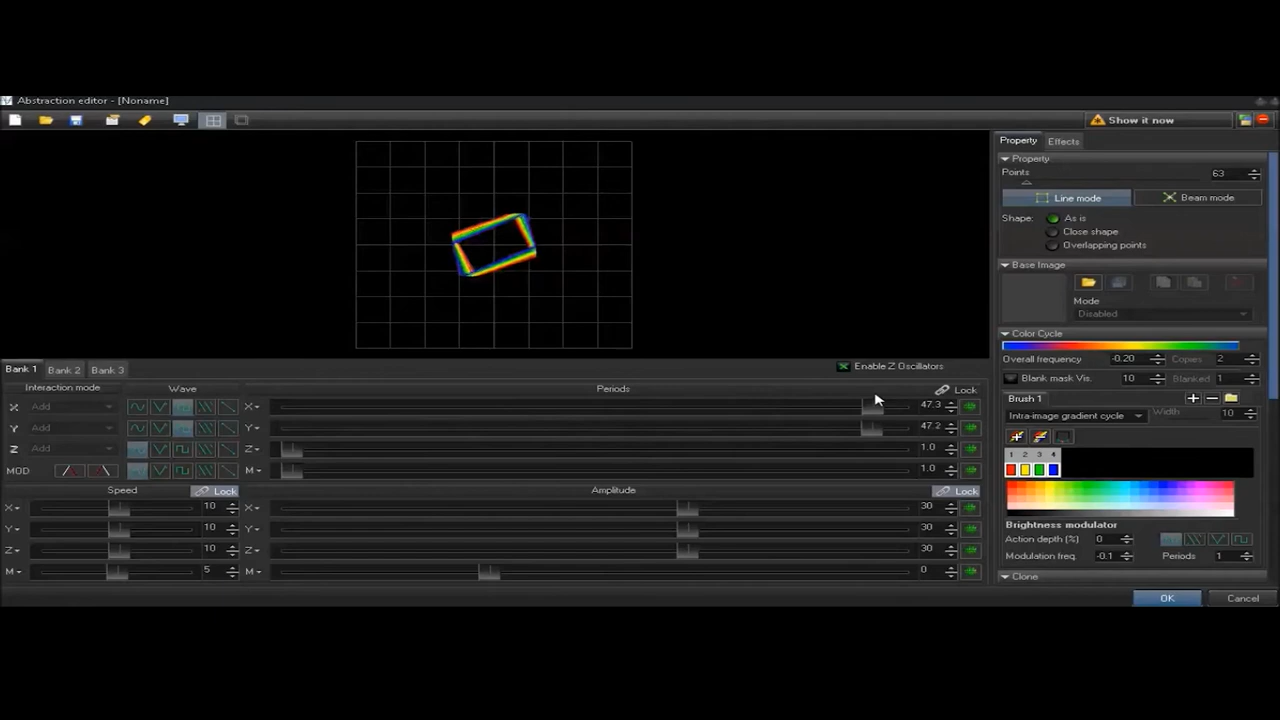 Abstraction editor - [Noname]
Show it now
Property Effects
Property
Points 63
Line mode Beam mode
Shape: As is
Close shape
Overlapping points
Base Image
Mode
Disabled
Color Cycle
Overall frequency -0.20 Copies 2
Blank mask Vis. 10 Blanked 1
Brush 1
Intra-image gradient cycle Width 10
1 2 3 4
Brightness modulator
Action depth (%) 0
Modulation freq. -0.1 Periods 1
Clone
Bank 1 Bank 2 Bank 3 Enable Z Oscillators
Interaction mode Wave Periods Lock
X Add X 47.3
Y Add Y 47.2
Z Add Z 1.0
MOD M 1.0
Speed Lock Amplitude Lock
X 10 X 30
Y 10 Y 30
Z 10 Z 30
M 5 M 0
OK Cancel